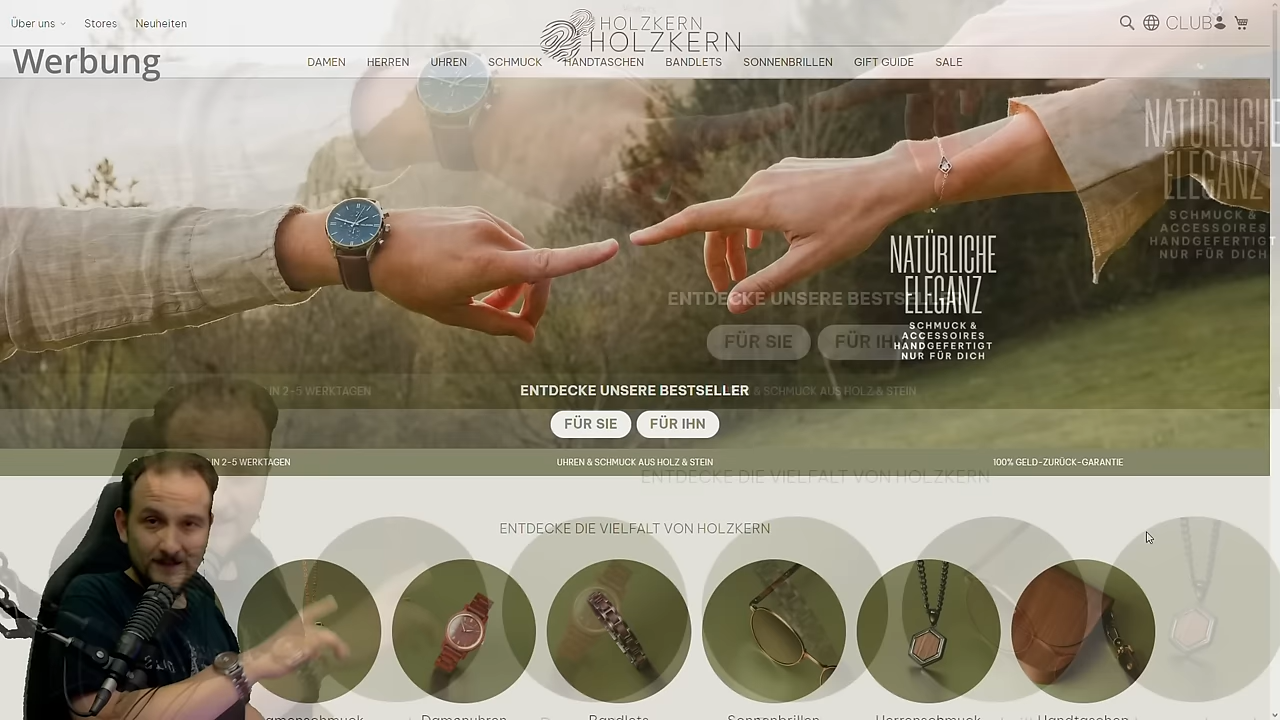 Über uns
Stores
Neuheiten
HOLZKERN
HOLZKERN
CLUB
Werbung
DAMEN
HERREN
UHREN
SCHMUCK
HANDTASCHEN
BANDLETS
SONNENBRILLEN
GIFT GUIDE
SALE
NATÜRLICHE
ELEGANZ
SCHMUCK &
ACCESSOIRES
HANDGEFERTIGT
NUR FÜR DICH
NATÜRLICHE
ELEGANZ
SCHMUCK &
ACCESSOIRES
HANDGEFERTIGT
NUR FÜR DICH
ENTDECKE UNSERE BESTSELLER
FÜR SIE
FÜR IHN
IN 2-5 WERKTAGEN
& SCHMUCK AUS HOLZ & STEIN
ENTDECKE UNSERE BESTSELLER
FÜR SIE
FÜR IHN
IN 2-5 WERKTAGEN
UHREN & SCHMUCK AUS HOLZ & STEIN
100% GELD-ZURÜCK-GARANTIE
ENTDECKE DIE VIELFALT VON HOLZKERN
ENTDECKE DIE VIELFALT VON HOLZKERN
Damenuhren
Bandlets
Sonnenbrillen
Herrenschmuck
Handtaschen